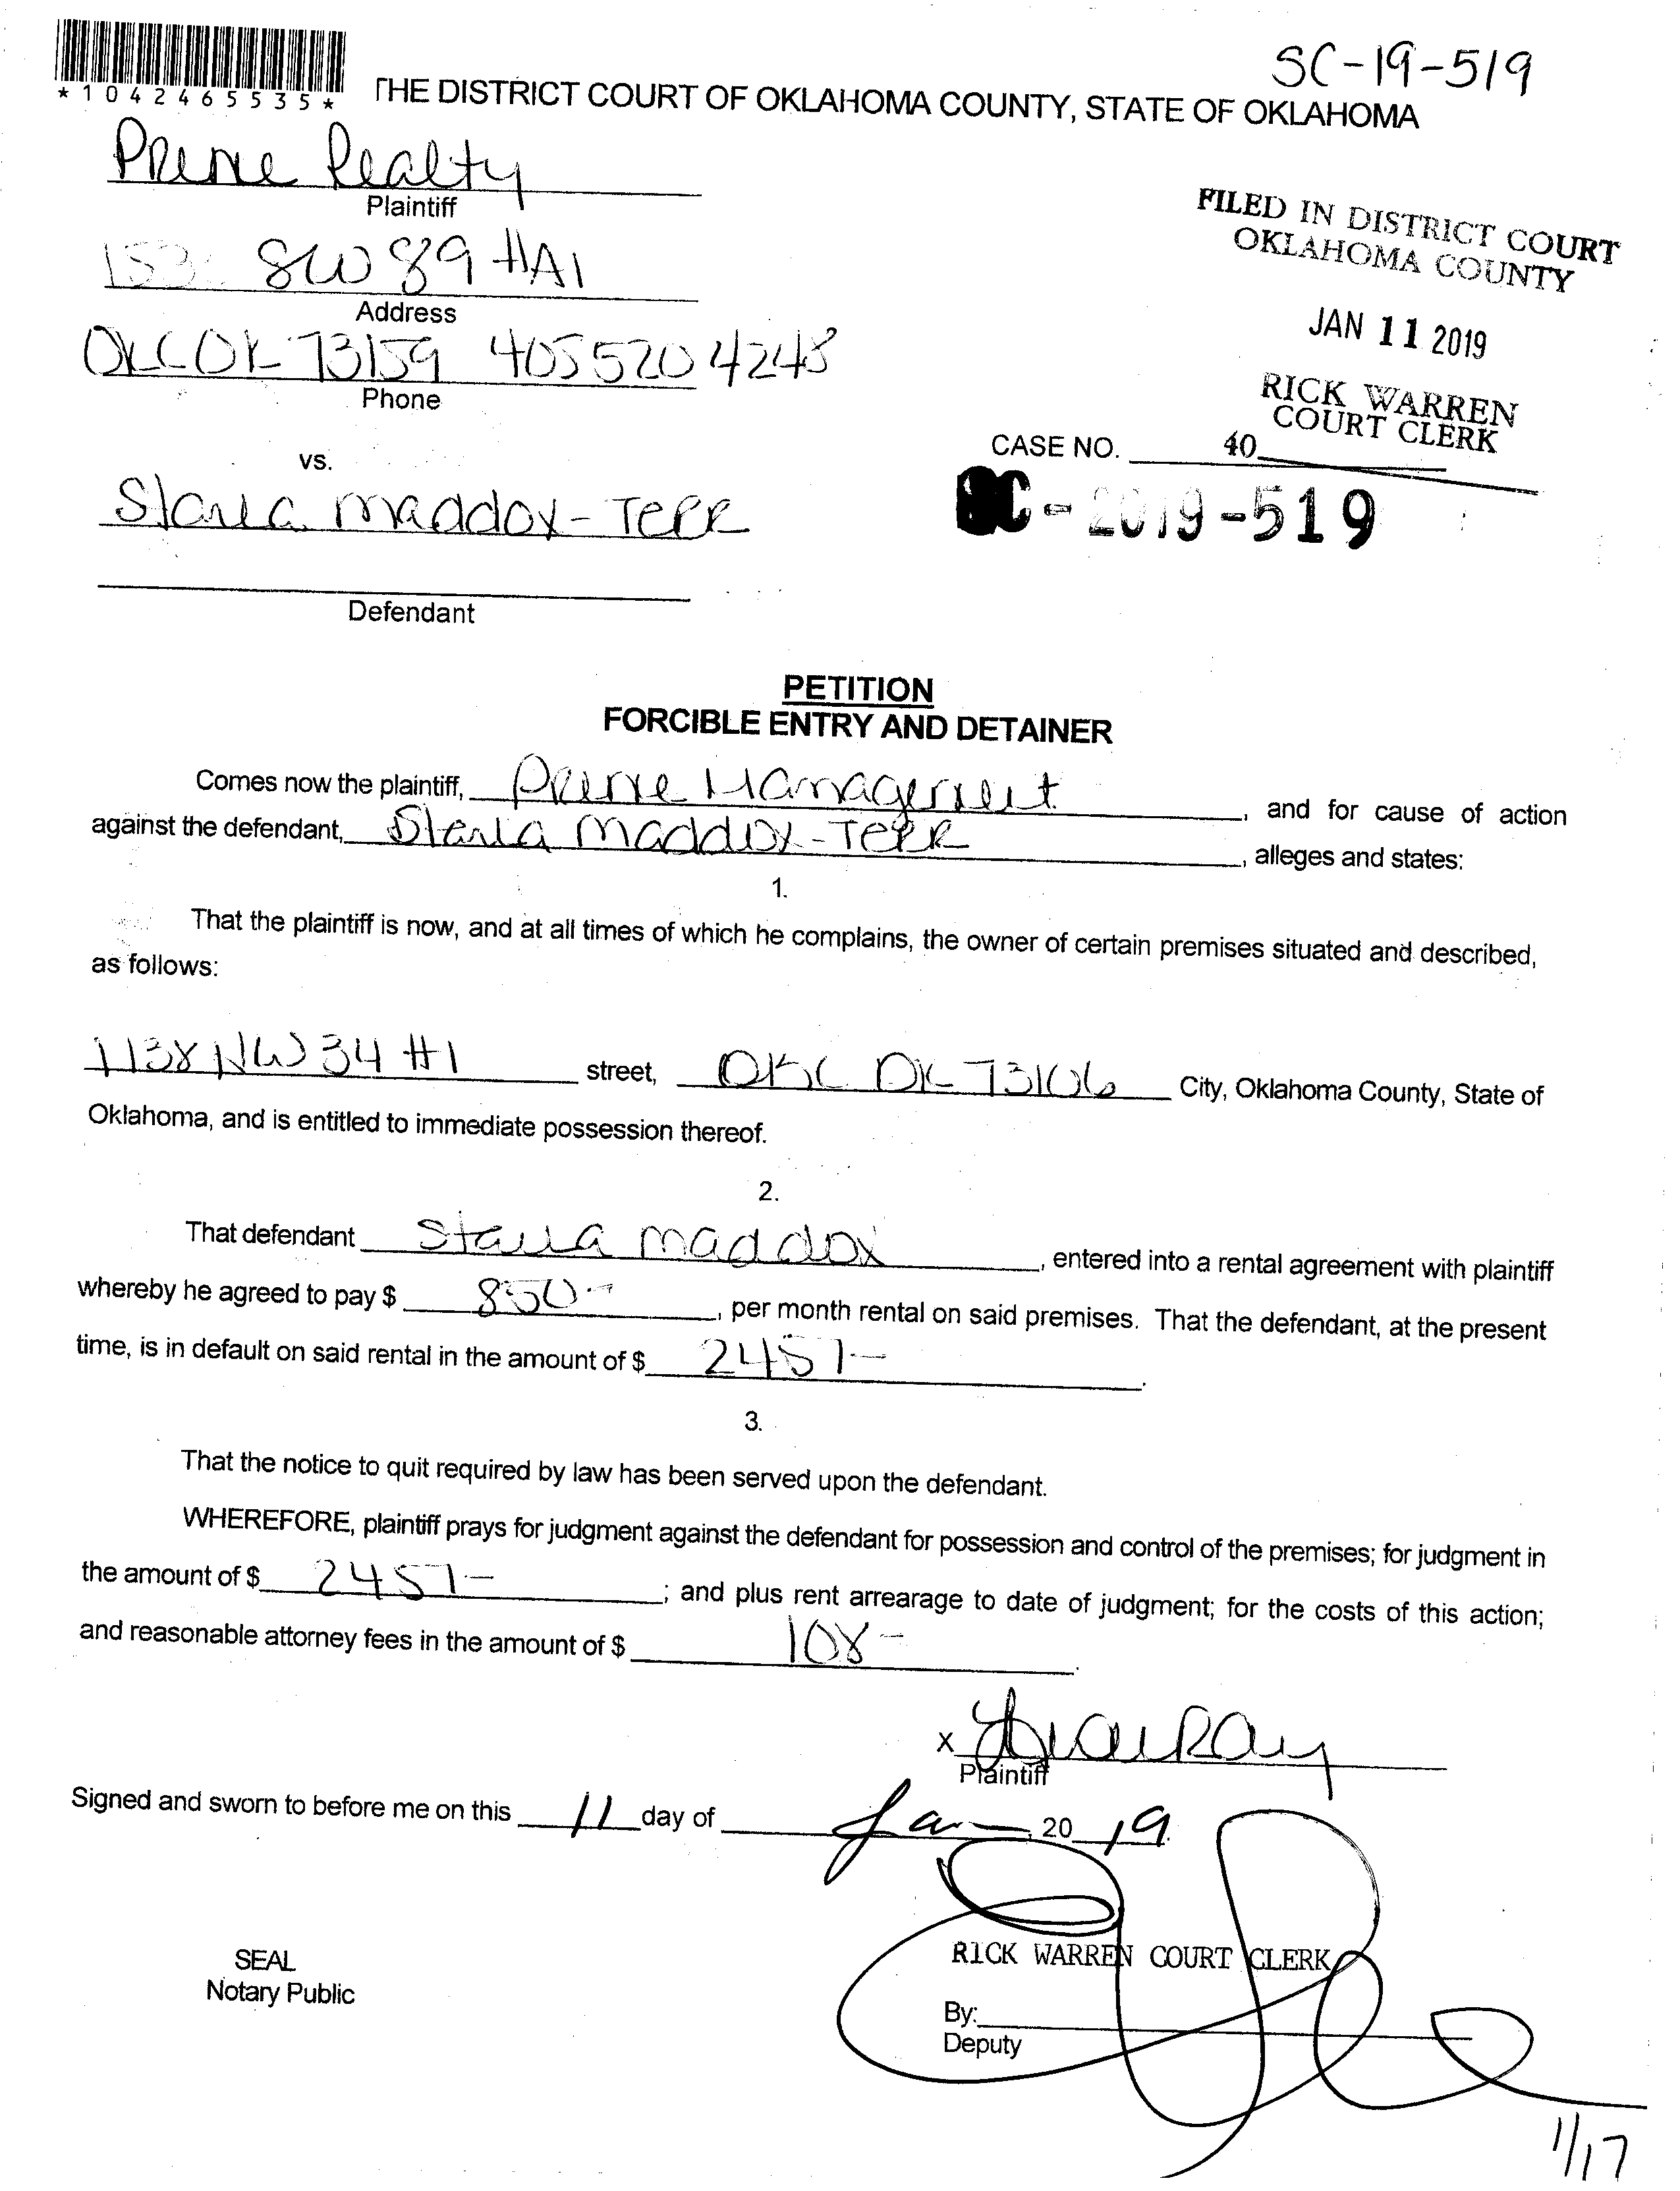 SC-19-519
*1042465535*
THE DISTRICT COURT OF OKLAHOMA COUNTY, STATE OF OKLAHOMA
Prime Realty
Plaintiff
FILED IN DISTRICT COURT
OKLAHOMA COUNTY
SW 89 #A1
Address
JAN 11 2019
OKC OK 73159 405 520 4248
Phone
RICK WARREN
COURT CLERK
CASE NO. 40
vs.
SC-2019-519
Starla Maddox-Terr
Defendant
PETITION
FORCIBLE ENTRY AND DETAINER
Comes now the plaintiff, Prime Management, and for cause of action
against the defendant, Starla Maddox-Terr, alleges and states:
1.
That the plaintiff is now, and at all times of which he complains, the owner of certain premises situated and described,
as follows:
1138 NW 34 #1 street, OKC OK 73106 City, Oklahoma County, State of
Oklahoma, and is entitled to immediate possession thereof.
2.
That defendant Starla Maddox, entered into a rental agreement with plaintiff
whereby he agreed to pay $ 850-, per month rental on said premises. That the defendant, at the present
time, is in default on said rental in the amount of $ 2457-.
3.
That the notice to quit required by law has been served upon the defendant.
WHEREFORE, plaintiff prays for judgment against the defendant for possession and control of the premises; for judgment in
the amount of $ 2457-; and plus rent arrearage to date of judgment; for the costs of this action;
and reasonable attorney fees in the amount of $ 108-.
x
Plaintiff
Signed and sworn to before me on this 11 day of Jan, 20 19.
SEAL
Notary Public
RICK WARREN COURT CLERK
By:
Deputy
1/17